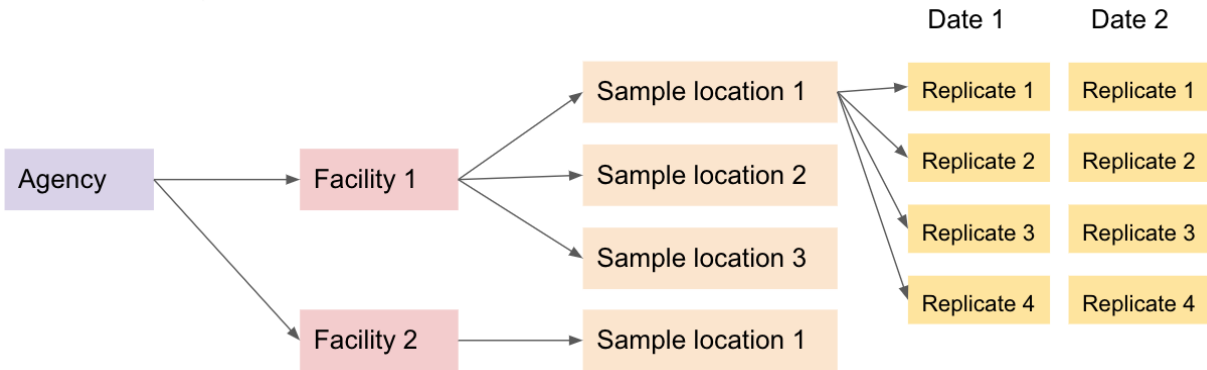 Date 1
Date 2
Agency
Facility 1
Facility 2
Sample location 1
Sample location 2
Sample location 3
Sample location 1
Replicate 1
Replicate 1
Replicate 2
Replicate 2
Replicate 3
Replicate 3
Replicate 4
Replicate 4